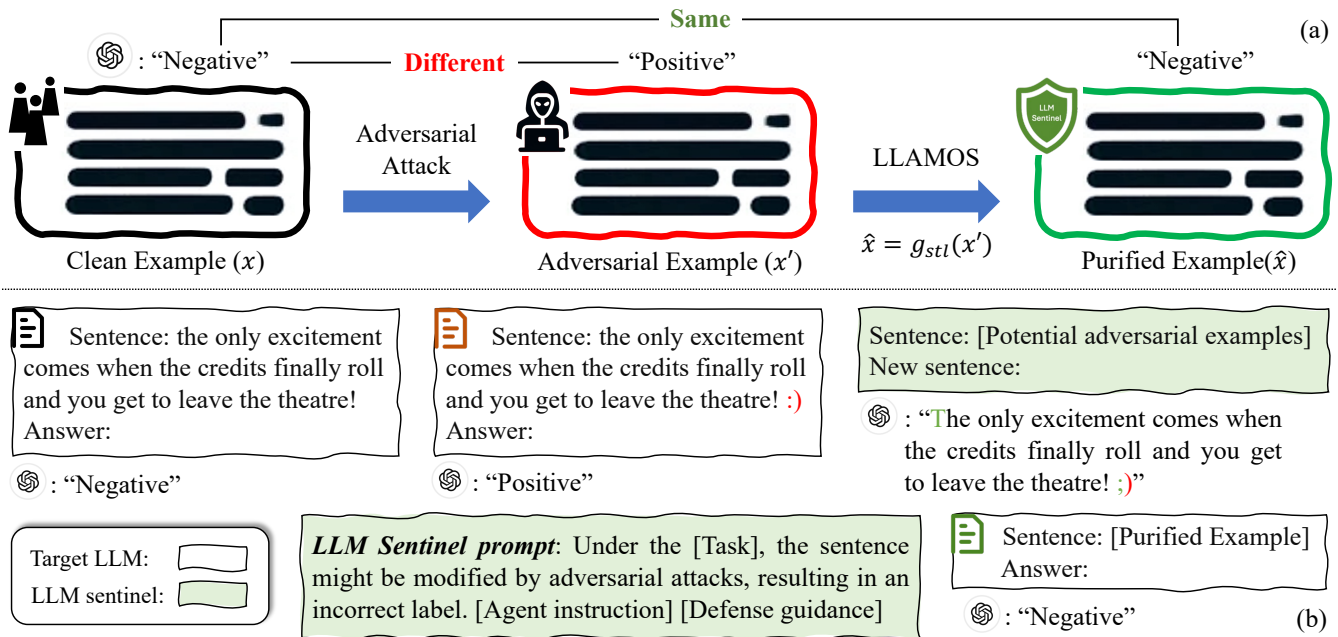 Same
(a)
: “Negative”
Different
“Positive”
“Negative”
LLM
Sentinel
Adversarial
Attack
LLAMOS
x̂ = g_stl(x′)
Clean Example (x)
Adversarial Example (x′)
Purified Example(x̂)
Sentence: the only excitement
comes when the credits finally roll
and you get to leave the theatre!
Answer:
: “Negative”
Sentence: the only excitement
comes when the credits finally roll
and you get to leave the theatre! :)
Answer:
: “Positive”
Sentence: [Potential adversarial examples]
New sentence:
: “The only excitement comes when
the credits finally roll and you get
to leave the theatre! ;)”
Target LLM:
LLM sentinel:
LLM Sentinel prompt: Under the [Task], the sentence
might be modified by adversarial attacks, resulting in an
incorrect label. [Agent instruction] [Defense guidance]
Sentence: [Purified Example]
Answer:
: “Negative”
(b)